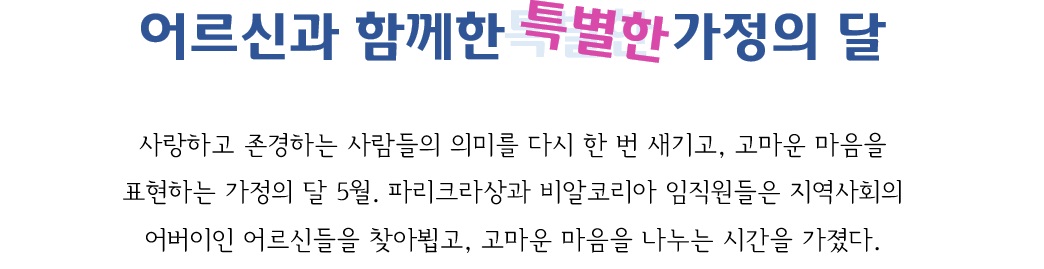 어르신과 함께한 특별한 가정의 달
사랑하고 존경하는 사람들의 의미를 다시 한 번 새기고, 고마운 마음을
표현하는 가정의 달 5월. 파리크라상과 비알코리아 임직원들은 지역사회의
어버이인 어르신들을 찾아뵙고, 고마운 마음을 나누는 시간을 가졌다.